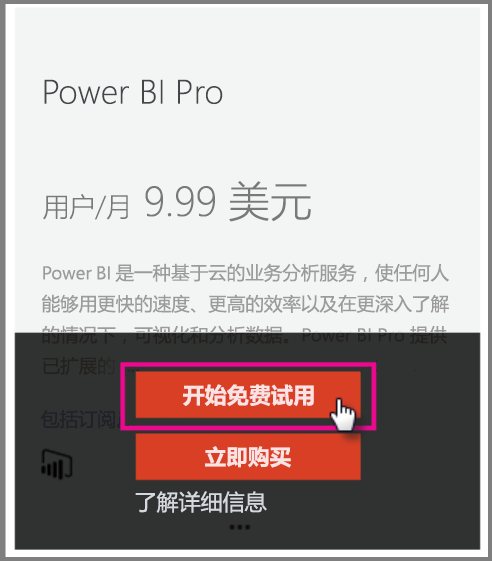 Power BI Pro
用户/月 9.99 美元
Power BI 是一种基于云的业务分析服务，使任何人
能够用更快的速度、更高的效率以及在更深入了解
的情况下，可视化和分析数据。Power BI Pro 提供
已扩展的
开始免费试用
包括订阅
立即购买
了解详细信息